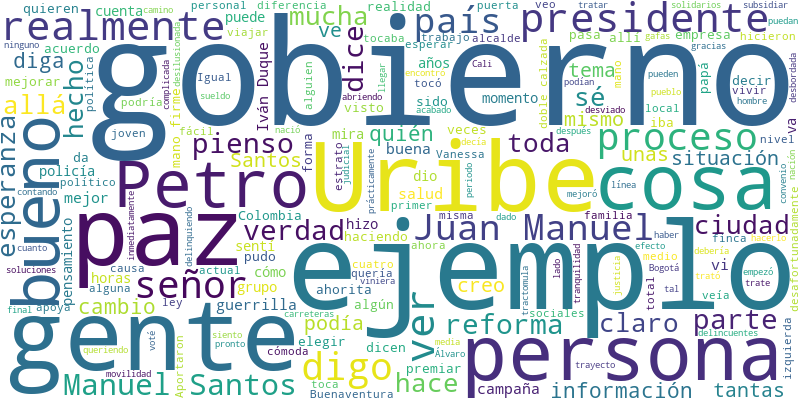 quieren cuenta mucha diferencia país presidente
personal puede viajar realidad veo tratar puerta solidarios subsidiar puedan
ninguno realmente camino gobierno ve acuerdo esperar trabajo alcalde pasa allí empresa gafas hicieron gracias
diga política complicada desilusionada Igual tocaba alguien años encontro Cali tema pueden mano papá decir desbordada
mejorar podría sueldo Iván Duque dice llegar abriendo visto tocó acabado sido momento podían doble calzada sé pueblo vivir hombre
allá hecho mano firme joven fácil nació mira quién desviado mismo local iba va
esperanza bueno da policía político pienso Santos forma estrato judicial buena veces decía toda después unas proceso nivel
contando mejor Petro Uribe cosa situación convenio nación
cuanto pensamiento inmediatamente paz verdad Colombia prácticamente dio salud primer Vanessa periodo misma mejoró línea dado familia haber finca ciudad hacerlo
soluciones algunas causa horas delinquiendo señor sentí hizo haciendo pudo actual cómo cuatro quería ahorita ahora Juan Manuel lado efecto medio vi debería desafortunadamente
final apoya cambio ley guerrilla grupo viniera algún ver creo tractomula tranquilidad justicia Bogotá total veía trató tal empezó trate
gente siento voté carreteras podía elegir sociales ejemplo reforma claro parte delincuentes izquierda
queriendo pronto Aportaron cómoda digo dicen media Álvaro premiar persona trayecto
movilidad Manuel Santos toca Buenaventura hace campaña información tantas